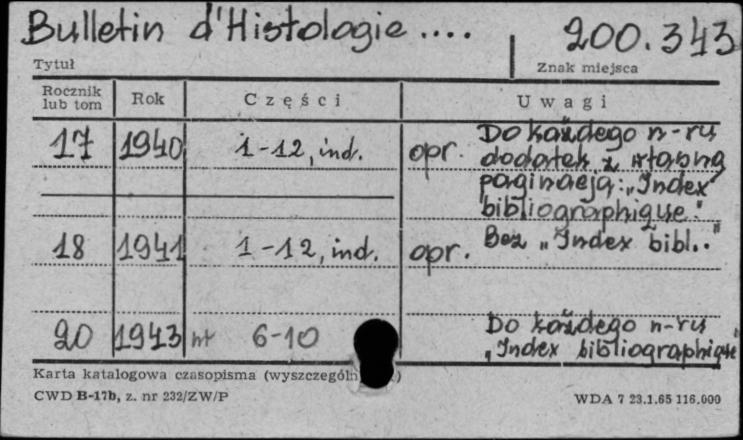 Bulletin d'Histologie .... 200.343
Tytuł Znak miejsca
Rocznik lub tom Rok Części Uwagi
17 1940 1-12, ind. opr. Do każdego n-ru
dodatek z własną
paginacją: „Index
bibliographique."
18 1941 1-12, ind. opr. Bez „Index bibl.."
20 1943 nr 6-10 Do każdego n-ru
„Index bibliographique"
Karta katalogowa czasopisma (wyszczególn )
CWD B-17b, z. nr 232/ZW/P WDA 7 23.1.65 116.000